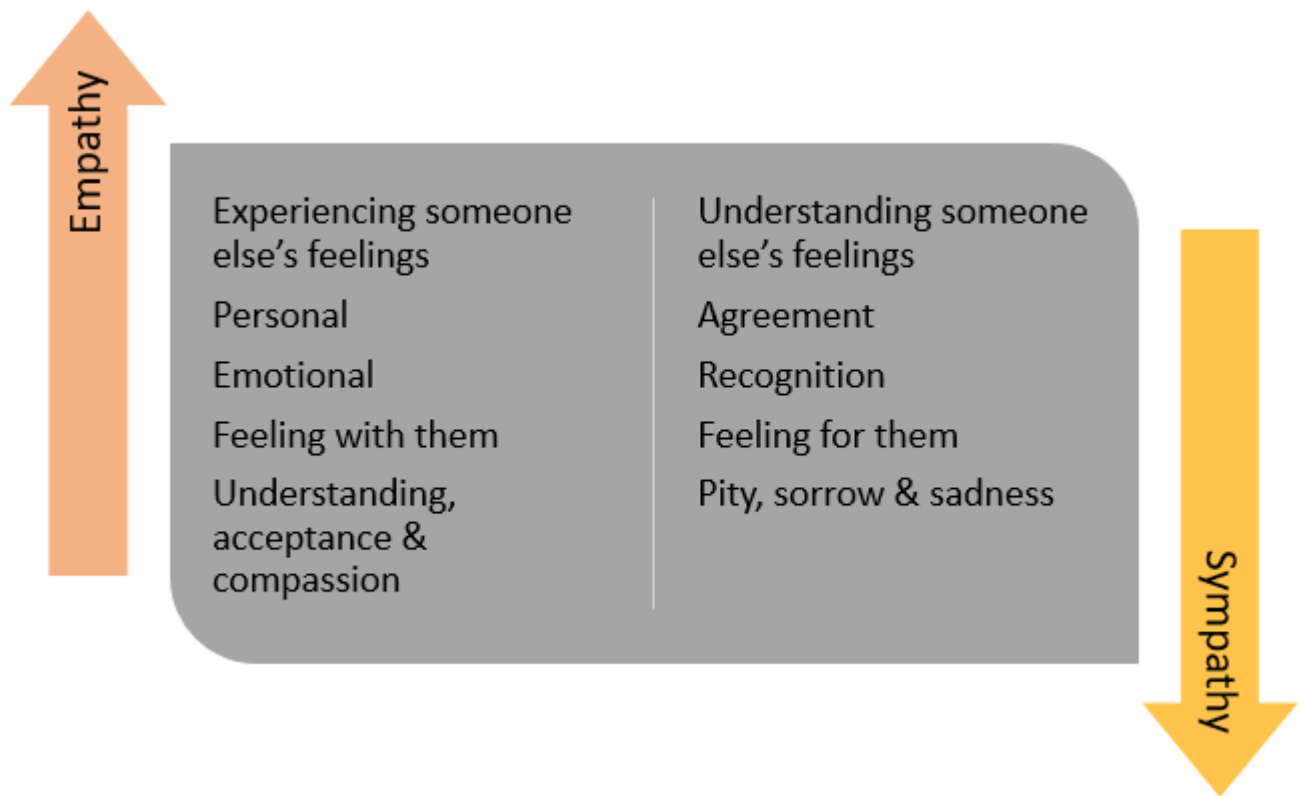 Empathy
Experiencing someone
else’s feelings
Personal
Emotional
Feeling with them
Understanding,
acceptance &
compassion
Understanding someone
else’s feelings
Agreement
Recognition
Feeling for them
Pity, sorrow & sadness
Sympathy